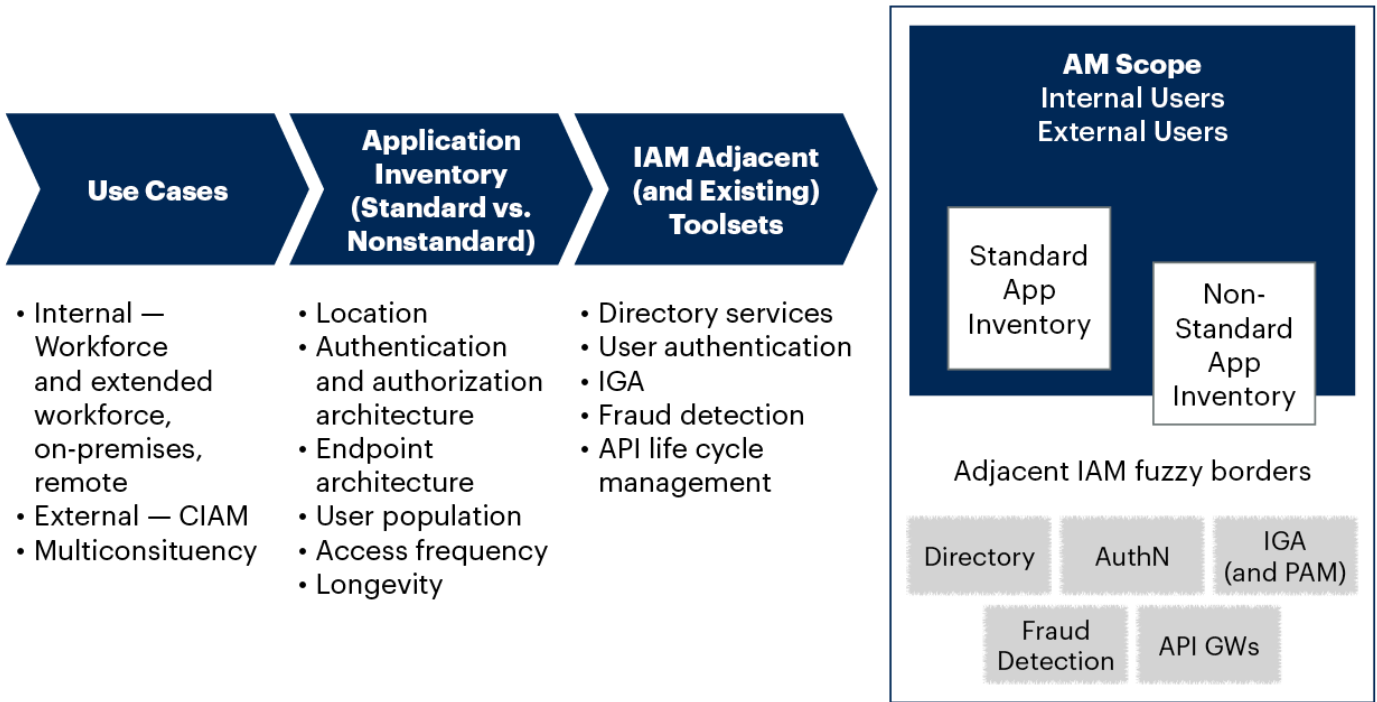 Use Cases
Application
Inventory
(Standard vs.
Nonstandard)
IAM Adjacent
(and Existing)
Toolsets
• Internal —
Workforce
and extended
workforce,
on-premises,
remote
• External — CIAM
• Multiconsituency
• Location
• Authentication
and authorization
architecture
• Endpoint
architecture
• User population
• Access frequency
• Longevity
• Directory services
• User authentication
• IGA
• Fraud detection
• API life cycle
management
AM Scope
Internal Users
External Users
Standard
App
Inventory
Non-
Standard
App
Inventory
Adjacent IAM fuzzy borders
Directory
AuthN
IGA
(and PAM)
Fraud
Detection
API GWs